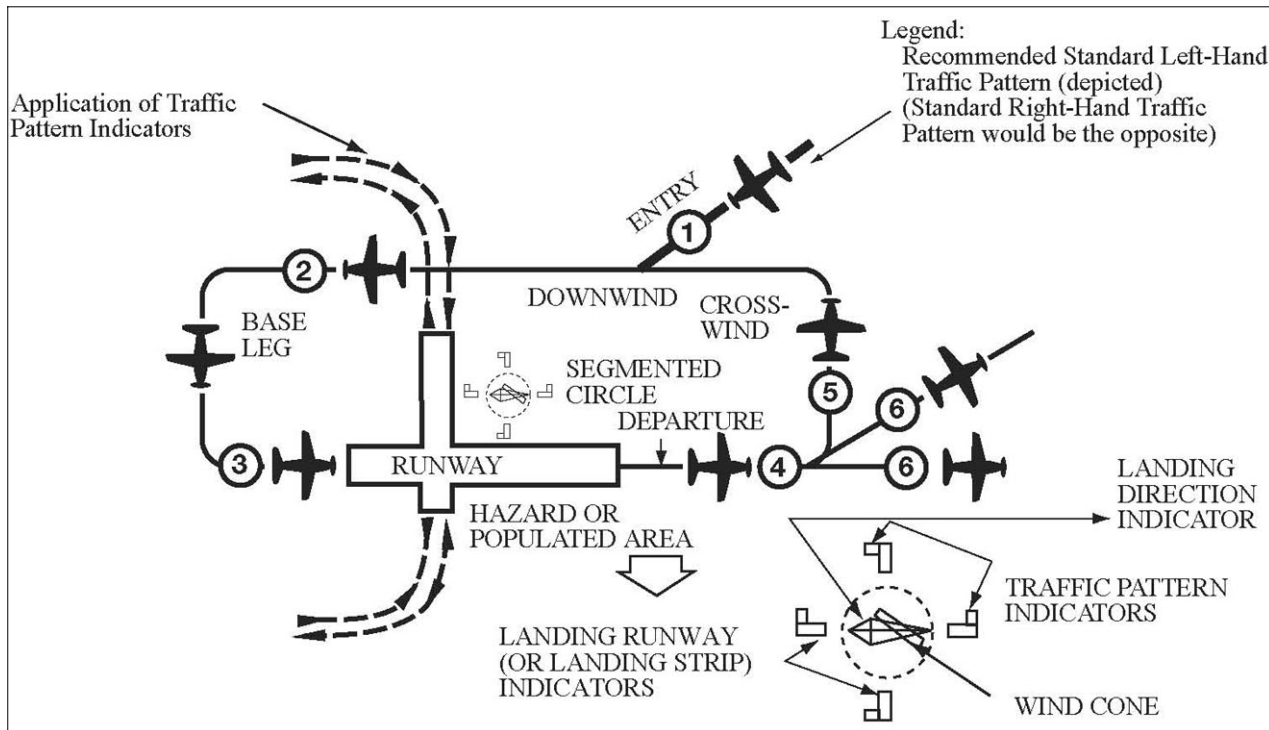 Legend:
Recommended Standard Left-Hand
Traffic Pattern (depicted)
(Standard Right-Hand Traffic
Pattern would be the opposite)
Application of Traffic
Pattern Indicators
ENTRY
1
2
DOWNWIND
CROSS-
WIND
BASE
LEG
SEGMENTED
CIRCLE
DEPARTURE
5
6
3
RUNWAY
4
6
HAZARD OR
POPULATED AREA
LANDING
DIRECTION
INDICATOR
TRAFFIC PATTERN
INDICATORS
LANDING RUNWAY
(OR LANDING STRIP)
INDICATORS
WIND CONE